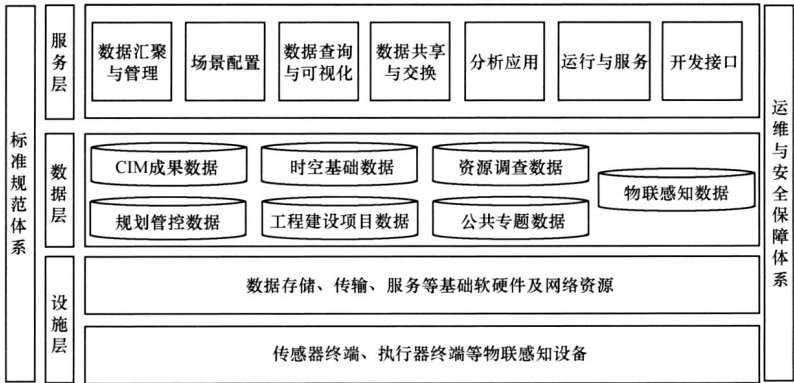 标准规范体系
服务层
数据汇聚
与管理
场景配置
数据查询
与可视化
数据共享
与交换
分析应用
运行与服务
开发接口
数据层
CIM成果数据
时空基础数据
资源调查数据
物联感知数据
规划管控数据
工程建设项目数据
公共专题数据
设施层
数据存储、传输、服务等基础软硬件及网络资源
传感器终端、执行器终端等物联感知设备
运维与安全保障体系